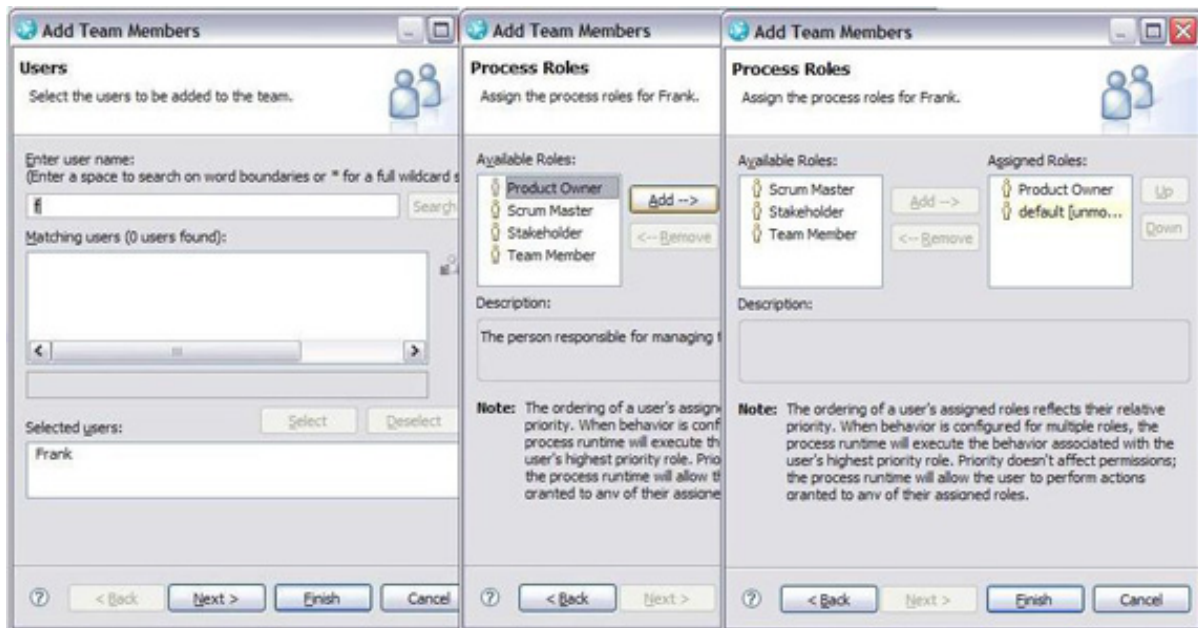 Add Team Members
Users
Select the users to be added to the team.
Enter user name:
(Enter a space to search on word boundaries or * for a full wildcard s
f
Search
Matching users (0 users found):
Select
Deselect
Selected users:
Frank
< Back
Next >
Finish
Cancel
Add Team Members
Process Roles
Assign the process roles for Frank.
Available Roles:
Product Owner
Scrum Master
Stakeholder
Team Member
Add -->
<-- Remove
Description:
The person responsible for managing t
Note: The ordering of a user's assign
priority. When behavior is conf
process runtime will execute th
user's highest priority role. Prio
the process runtime will allow th
granted to any of their assigne
< Back
Next >
Add Team Members
Process Roles
Assign the process roles for Frank.
Available Roles:
Scrum Master
Stakeholder
Team Member
Add -->
<-- Remove
Assigned Roles:
Product Owner
default [unmo...
Up
Down
Description:
Note: The ordering of a user's assigned roles reflects their relative
priority. When behavior is configured for multiple roles, the
process runtime will execute the behavior associated with the
user's highest priority role. Priority doesn't affect permissions;
the process runtime will allow the user to perform actions
granted to any of their assigned roles.
< Back
Next >
Finish
Cancel